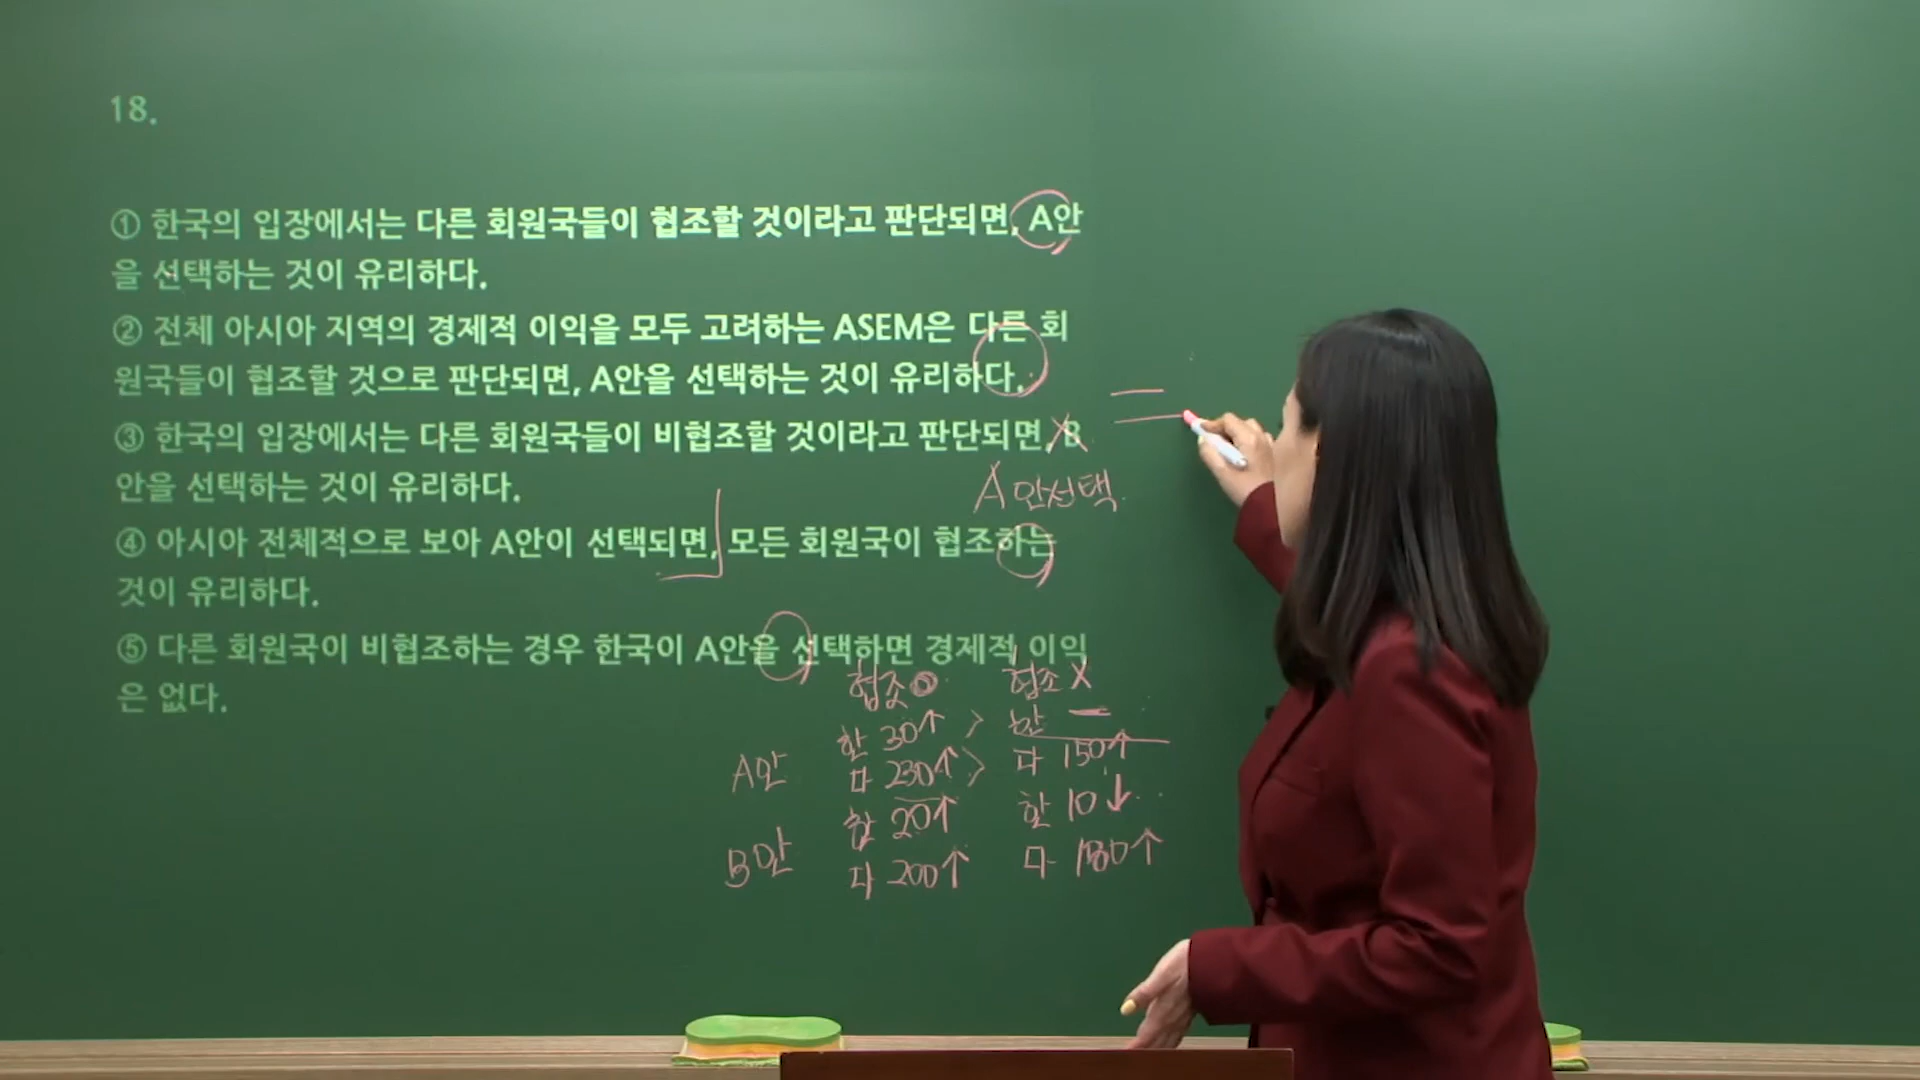 18.
① 한국의 입장에서는 다른 회원국들이 협조할 것이라고 판단되면, A안
을 선택하는 것이 유리하다.
② 전체 아시아 지역의 경제적 이익을 모두 고려하는 ASEM은 다른 회
원국들이 협조할 것으로 판단되면, A안을 선택하는 것이 유리하다.
③ 한국의 입장에서는 다른 회원국들이 비협조할 것이라고 판단되면, B
안을 선택하는 것이 유리하다.
X
A안선택
④ 아시아 전체적으로 보아 A안이 선택되면, 모든 회원국이 협조하는
것이 유리하다.
⑤ 다른 회원국이 비협조하는 경우 한국이 A안을 선택하면 경제적 이익
은 없다.
협조O 협조X
한 30↑ > 한 —
A안 다 230↑ > 다 150↑
한 20↑ 한 10↓
B안 다 200↑ 다 180↑